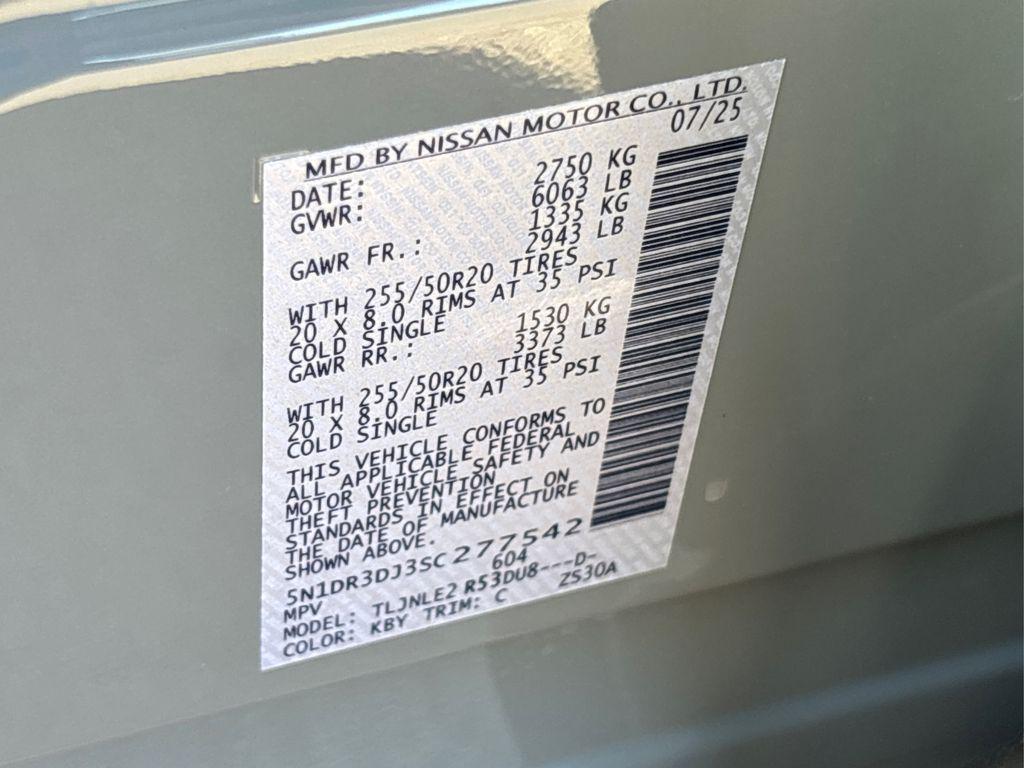 MFD BY NISSAN MOTOR CO., LTD.
DATE: 07/25
GVWR: 2750 KG
6063 LB
GAWR FR.: 1335 KG
2943 LB
WITH 255/50R20 TIRES
20 X 8.0 RIMS AT 35 PSI
COLD SINGLE
GAWR RR.: 1530 KG
3373 LB
WITH 255/50R20 TIRES
20 X 8.0 RIMS AT 35 PSI
COLD SINGLE
THIS VEHICLE CONFORMS TO
ALL APPLICABLE FEDERAL
MOTOR VEHICLE SAFETY AND
THEFT PREVENTION
STANDARDS IN EFFECT ON
THE DATE OF MANUFACTURE
SHOWN ABOVE.
5N1DR3DJ3SC277542
MPV 604
MODEL: TLJNLE2 R53DU8---D-
COLOR: KBY TRIM: C ZS30A